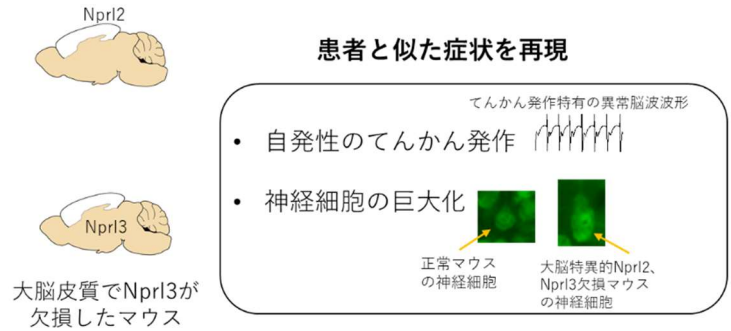 Nprl2
患者と似た症状を再現
てんかん発作特有の異常脳波波形
• 自発性のてんかん発作
• 神経細胞の巨大化
Nprl3
正常マウス
の神経細胞
大脳特異的Nprl2、
Nprl3欠損マウス
の神経細胞
大脳皮質でNprl3が
欠損したマウス